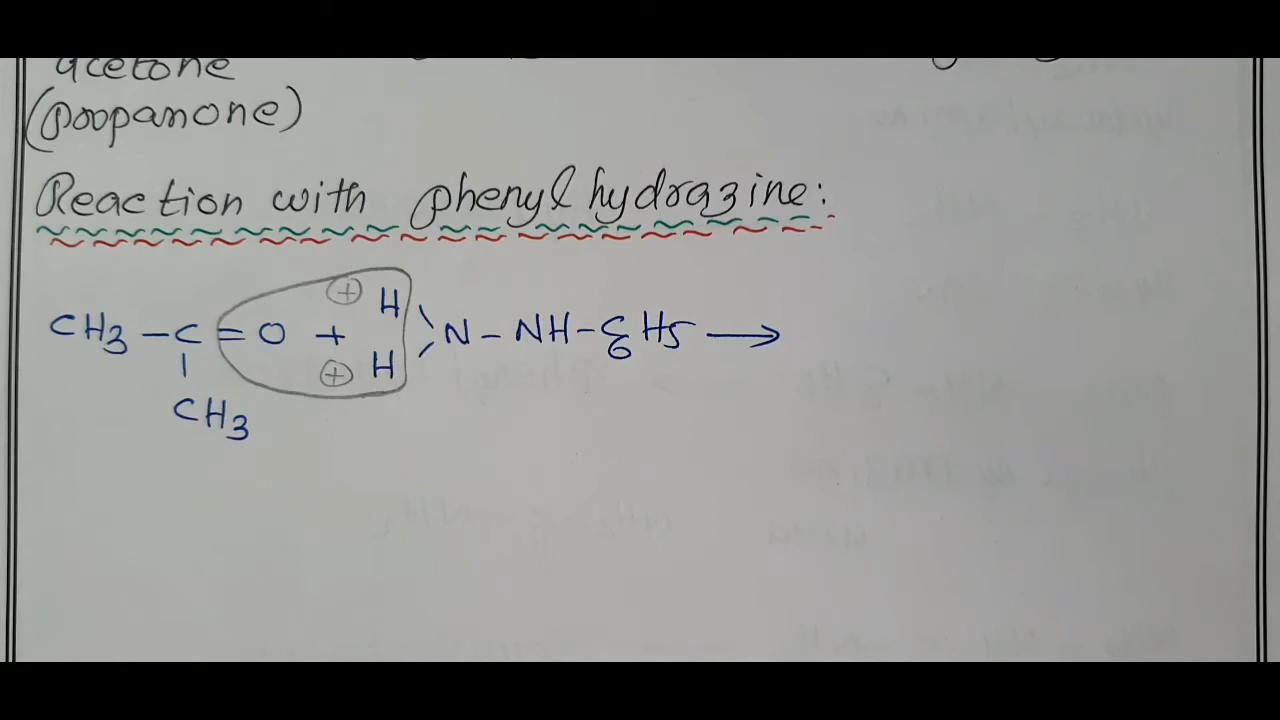 acetone
(propanone)
Reaction with phenyl hydrazine:
CH3 – C = O + H H N – NH – C6H5 ⟶
⊕ ⊕
CH3